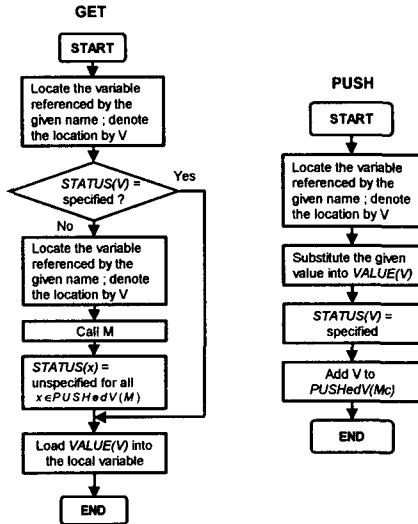 GET
START
Locate the variable
referenced by the
given name ; denote
the location by V
STATUS(V) =
specified ?
Yes
No
Locate the variable
referenced by the
given name ; denote
the location by V
Call M
STATUS(x) =
unspecified for all
x∈PUSHedV(M)
Load VALUE(V) into
the local variable
END
PUSH
START
Locate the variable
referenced by the
given name ; denote
the location by V
Substitute the given
value into VALUE(V)
STATUS(V) =
specified
Add V to
PUSHedV(Mc)
END